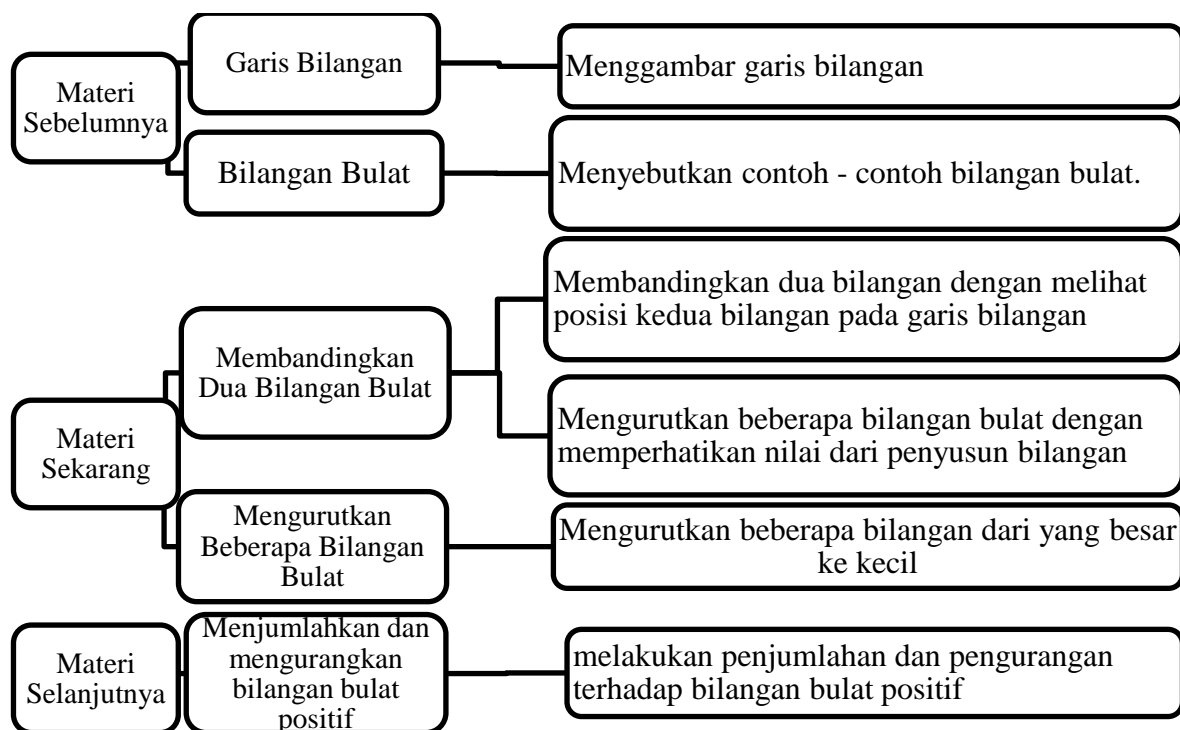 Materi
Sebelumnya
Garis Bilangan
Menggambar garis bilangan
Bilangan Bulat
Menyebutkan contoh - contoh bilangan bulat.
Materi
Sekarang
Membandingkan
Dua Bilangan Bulat
Membandingkan dua bilangan dengan melihat
posisi kedua bilangan pada garis bilangan
Mengurutkan beberapa bilangan bulat dengan
memperhatikan nilai dari penyusun bilangan
Mengurutkan
Beberapa Bilangan
Bulat
Mengurutkan beberapa bilangan dari yang besar
ke kecil
Materi
Selanjutnya
Menjumlahkan dan
mengurangkan
bilangan bulat
positif
melakukan penjumlahan dan pengurangan
terhadap bilangan bulat positif